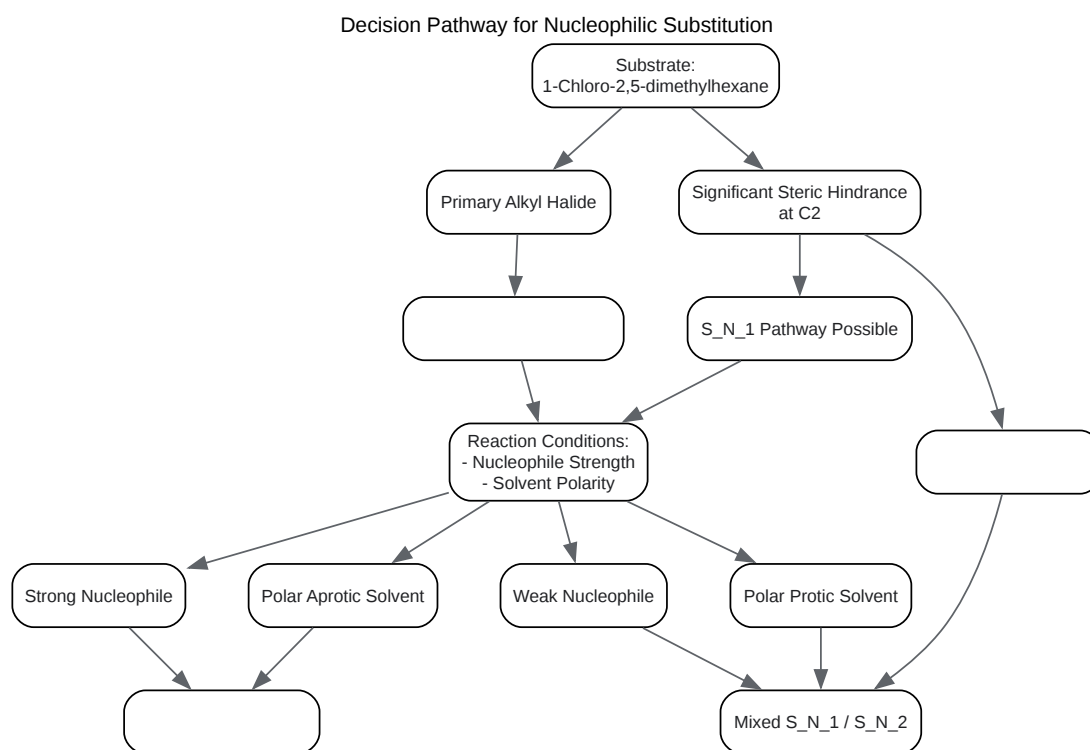 Decision Pathway for Nucleophilic Substitution
Substrate:
1-Chloro-2,5-dimethylhexane
Primary Alkyl Halide
Significant Steric Hindrance
at C2
S_N_1 Pathway Possible
Reaction Conditions:
- Nucleophile Strength
- Solvent Polarity
Strong Nucleophile
Polar Aprotic Solvent
Weak Nucleophile
Polar Protic Solvent
Mixed S_N_1 / S_N_2